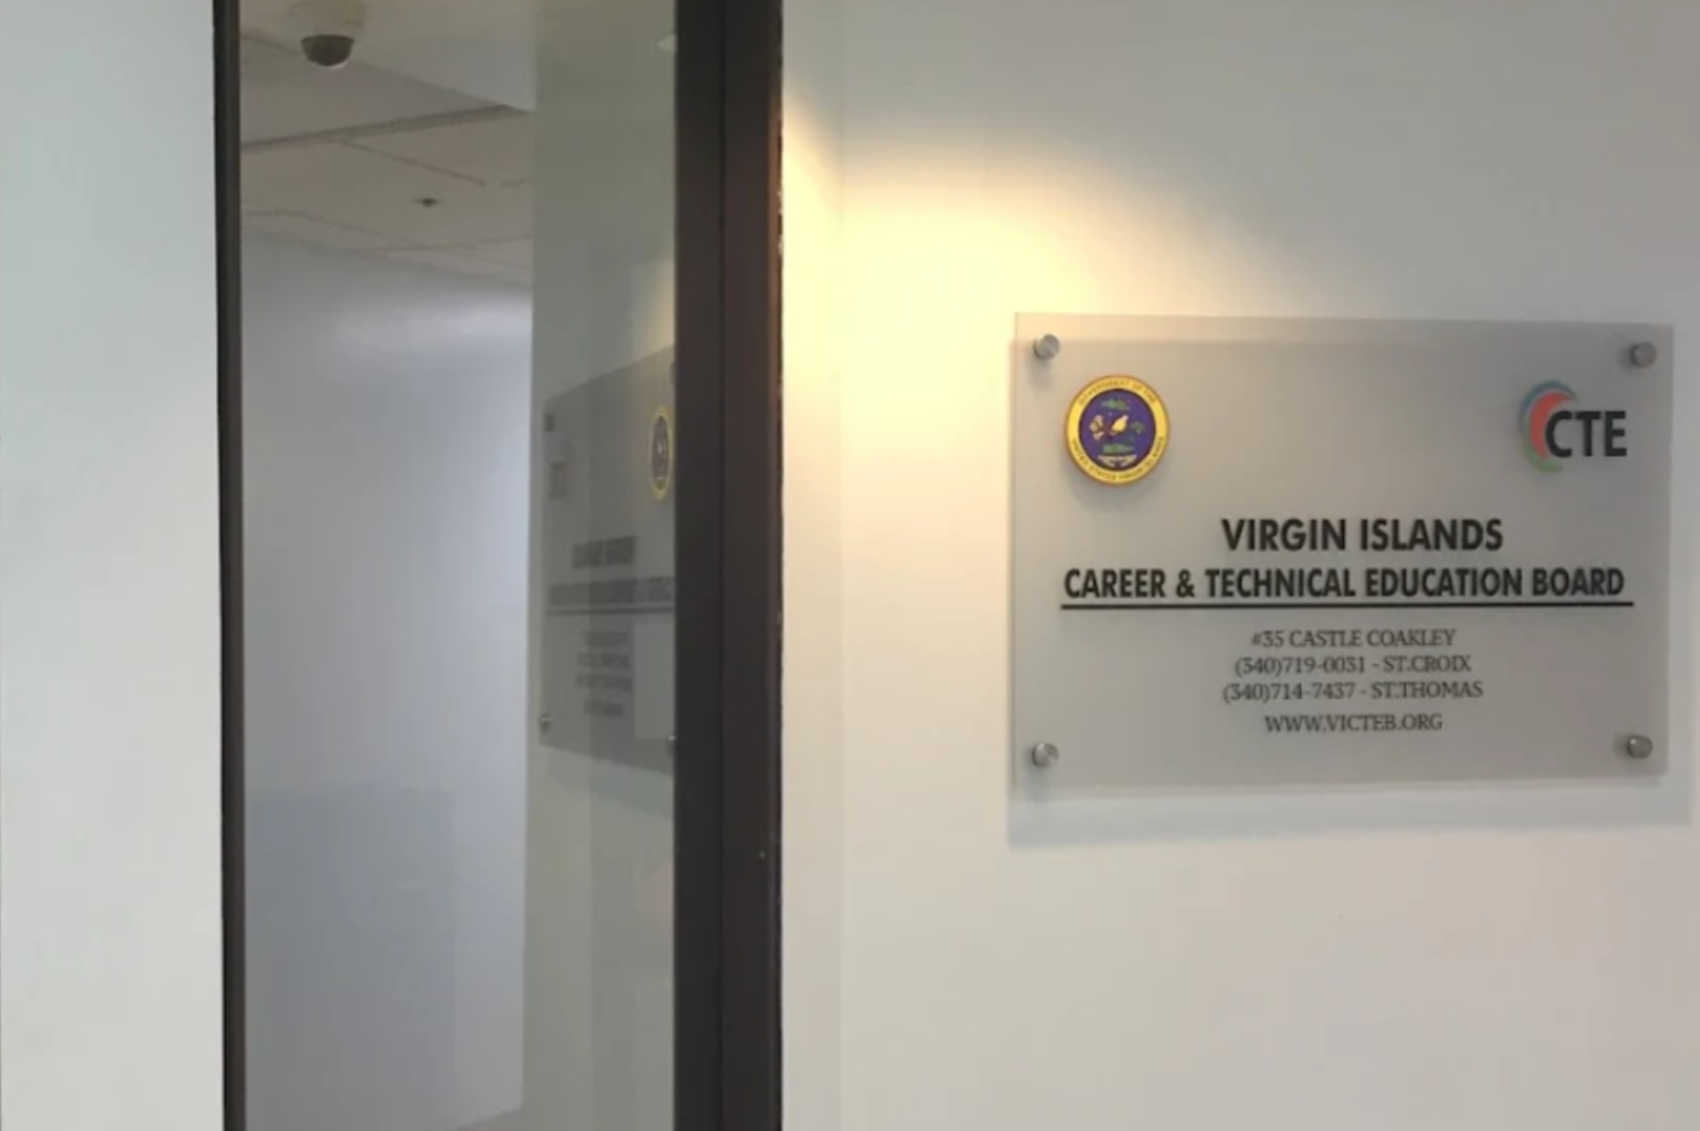 CTE
VIRGIN ISLANDS
CAREER & TECHNICAL EDUCATION BOARD
#35 CASTLE COAKLEY
(340)719-0031 - ST.CROIX
(340)714-7437 - ST.THOMAS
WWW.VICTEB.ORG